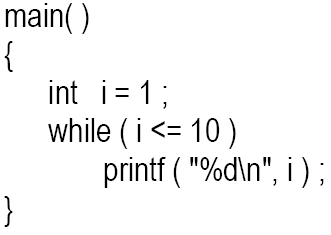 main( )
{
int i = 1 ;
while ( i <= 10 )
printf ( "%d\n", i ) ;
}